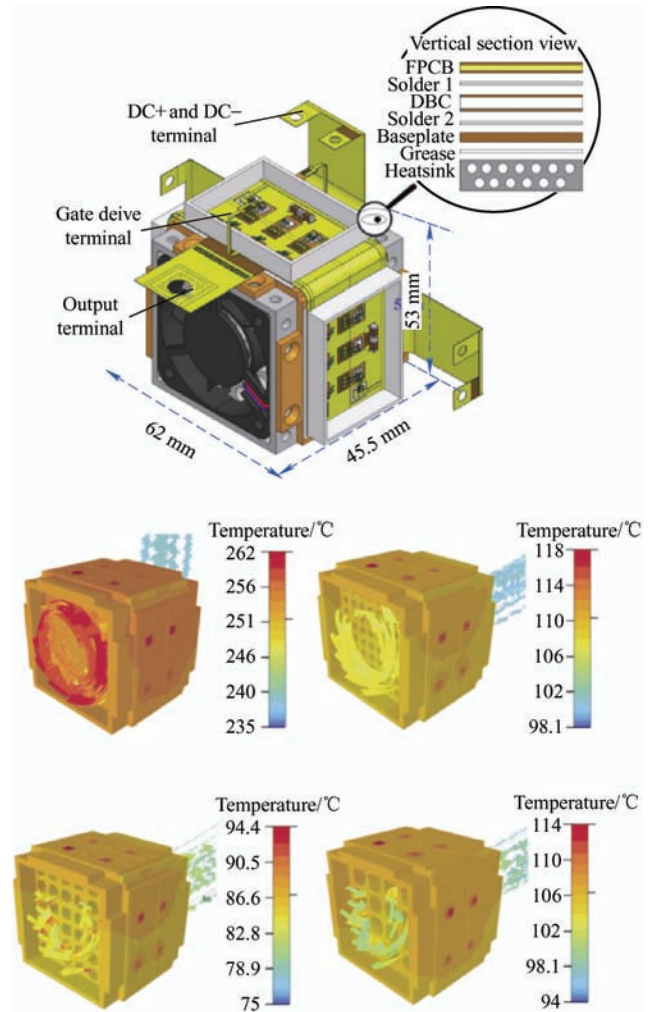 Vertical section view
FPCB
Solder 1
DBC
Solder 2
Baseplate
Grease
Heatsink
DC+ and DC−
terminal
Gate deive
terminal
Output
terminal
53 mm
62 mm
45.5 mm
Temperature/℃
262
256
251
246
240
235
Temperature/℃
118
114
110
106
102
98.1
Temperature/℃
94.4
90.5
86.6
82.8
78.9
75
Temperature/℃
114
110
106
102
98.1
94